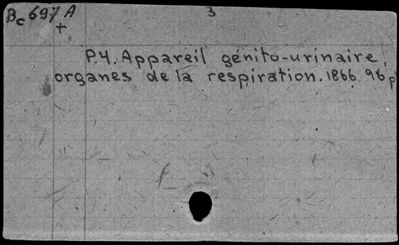 Bc 697 A
3
+
P.4. Appareil génito-urinaire,
organes de la respiration. 1866. 96 p